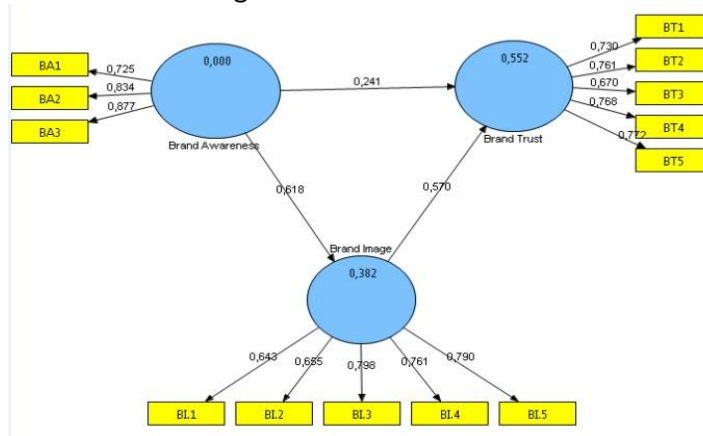 BA1
BA2
BA3
0,725
0,834
0,877
0,000
Brand Awareness
0,241
0,552
Brand Trust
0,730
0,761
0,670
0,768
0,772
BT1
BT2
BT3
BT4
BT5
0,618
0,570
Brand Image
0,382
0,643
0,655
0,798
0,761
0,790
BI.1
BI.2
BI.3
BI.4
BI.5